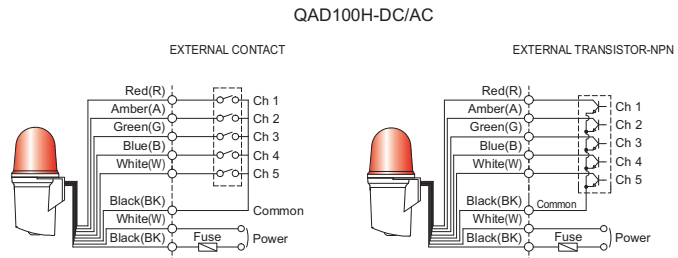 QAD100H-DC/AC
EXTERNAL CONTACT
Red(R)
Amber(A)
Green(G)
Blue(B)
White(W)
Black(BK)
White(W)
Black(BK)
Ch 1
Ch 2
Ch 3
Ch 4
Ch 5
Common
Fuse
Power
EXTERNAL TRANSISTOR-NPN
Red(R)
Amber(A)
Green(G)
Blue(B)
White(W)
Black(BK)
White(W)
Black(BK)
Ch 1
Ch 2
Ch 3
Ch 4
Ch 5
Common
Fuse
Power